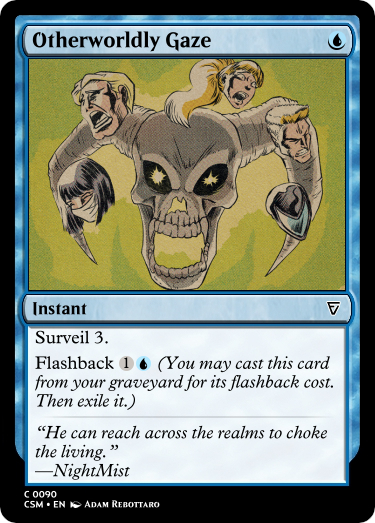 Otherworldly Gaze
Instant
Surveil 3.
Flashback 1 (You may cast this card
from your graveyard for its flashback cost.
Then exile it.)
“He can reach across the realms to choke
the living.”
—NightMist
C 0090
CSM • EN Adam Rebottaro